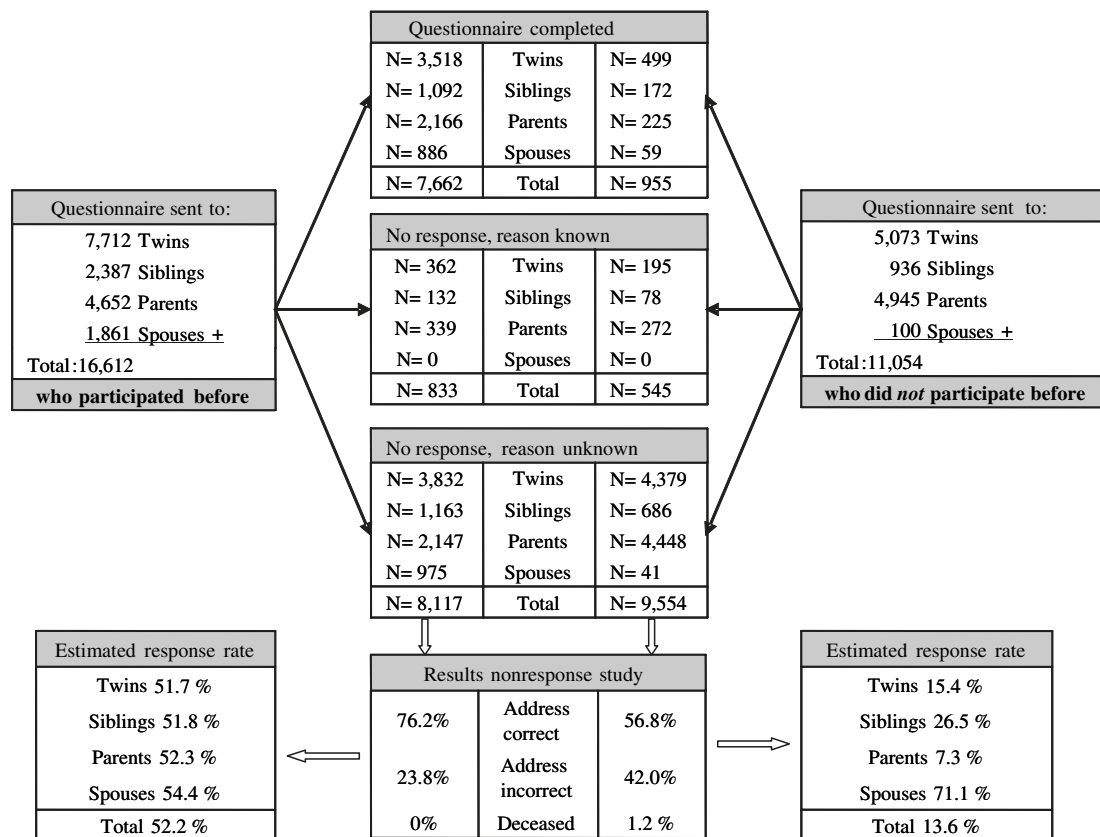 Questionnaire completed
N= 3,518 Twins N= 499
N= 1,092 Siblings N= 172
N= 2,166 Parents N= 225
N= 886 Spouses N= 59
N= 7,662 Total N= 955
Questionnaire sent to:
7,712 Twins
2,387 Siblings
4,652 Parents
1,861 Spouses +
Total:16,612
who participated before
No response, reason known
N= 362 Twins N= 195
N= 132 Siblings N= 78
N= 339 Parents N= 272
N= 0 Spouses N= 0
N= 833 Total N= 545
Questionnaire sent to:
5,073 Twins
936 Siblings
4,945 Parents
100 Spouses +
Total:11,054
who did not participate before
No response, reason unknown
N= 3,832 Twins N= 4,379
N= 1,163 Siblings N= 686
N= 2,147 Parents N= 4,448
N= 975 Spouses N= 41
N= 8,117 Total N= 9,554
Estimated response rate
Twins 51.7 %
Siblings 51.8 %
Parents 52.3 %
Spouses 54.4 %
Total 52.2 %
Results nonresponse study
76.2% Address correct 56.8%
23.8% Address incorrect 42.0%
0% Deceased 1.2 %
Estimated response rate
Twins 15.4 %
Siblings 26.5 %
Parents 7.3 %
Spouses 71.1 %
Total 13.6 %